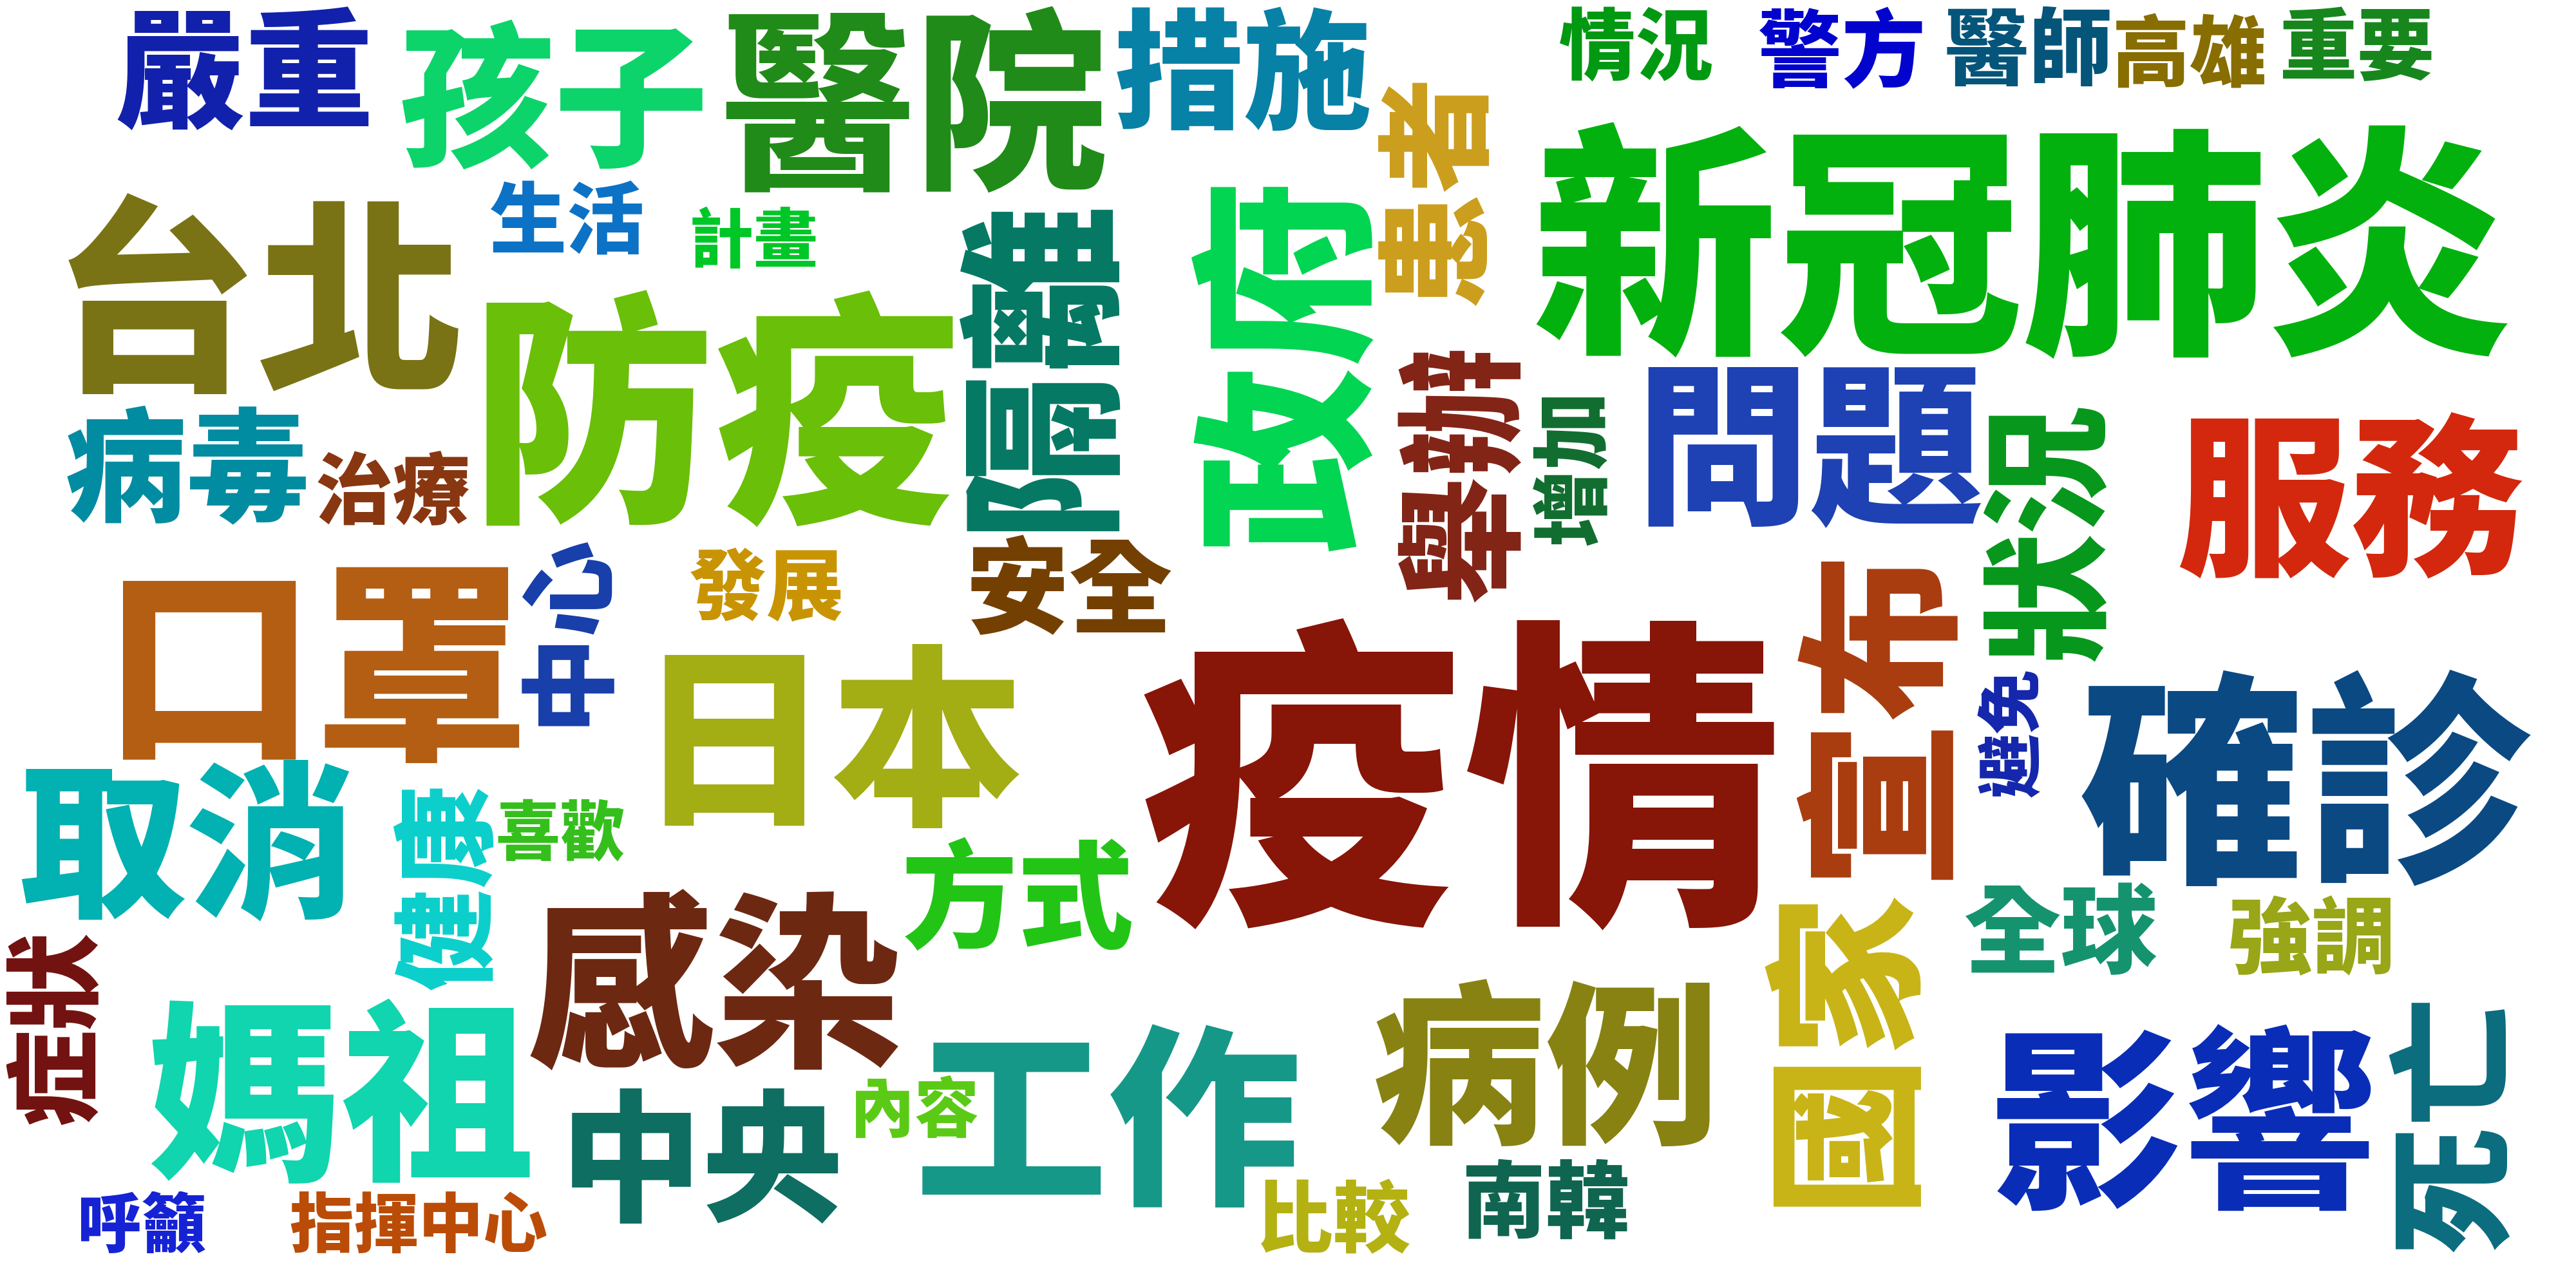 嚴重
孩子
醫院
措施
情況
警方
醫師
高雄
重要
患者
新冠肺炎
台北
生活
計畫
隔離
政府
防疫
舉辦
增加
問題
狀況
服務
病毒
治療
口罩
中心
發展
安全
日本
疫情
宣布
避免
確診
取消
健康
喜歡
方式
感染
國家
全球
強調
症狀
媽祖
中央
內容
工作
病例
影響
死亡
呼籲
指揮中心
比較
南韓